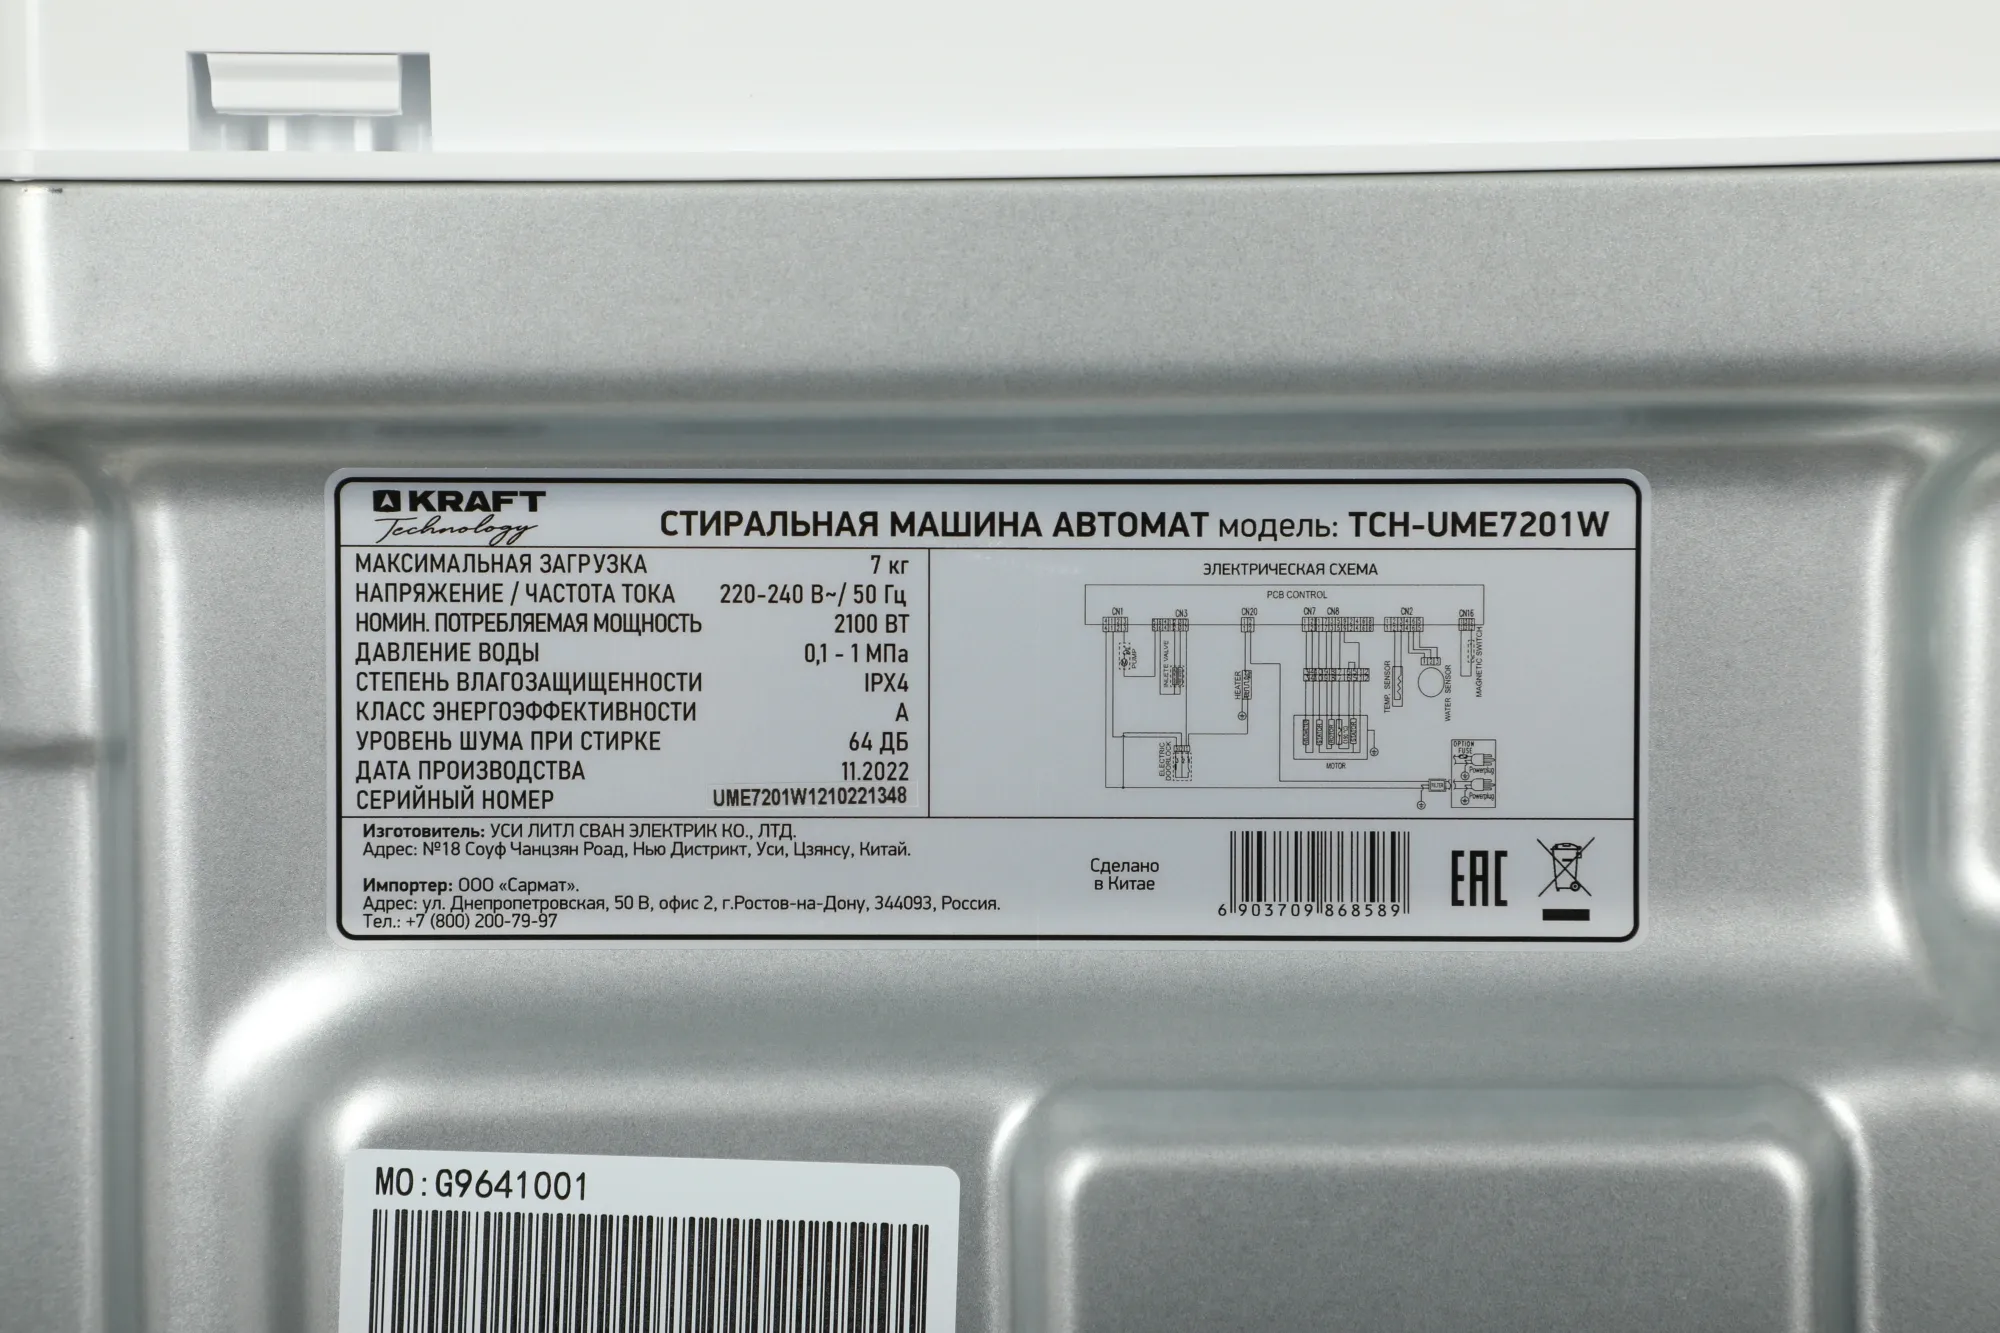 KRAFT
Technology
СТИРАЛЬНАЯ МАШИНА АВТОМАТ модель: TCH-UME7201W
МАКСИМАЛЬНАЯ ЗАГРУЗКА 7 кг
НАПРЯЖЕНИЕ / ЧАСТОТА ТОКА 220-240 В~/ 50 Гц
НОМИН. ПОТРЕБЛЯЕМАЯ МОЩНОСТЬ 2100 ВТ
ДАВЛЕНИЕ ВОДЫ 0,1 - 1 МПа
СТЕПЕНЬ ВЛАГОЗАЩИЩЕННОСТИ IPX4
КЛАСС ЭНЕРГОЭФФЕКТИВНОСТИ А
УРОВЕНЬ ШУМА ПРИ СТИРКЕ 64 ДБ
ДАТА ПРОИЗВОДСТВА 11.2022
СЕРИЙНЫЙ НОМЕР UME7201W1210221348
ЭЛЕКТРИЧЕСКАЯ СХЕМА
PCB CONTROL
CN1 CN3 CN20 CN7 CN8 CN2 CN16
PUMP
INLETE VALVE
HEATER
TEMP. SENSOR
WATER SENSOR
MAGNETIC SWITCH
ELECTRIC
DOORLOCK
MOTOR
OPTION
FUSE
Powerplug
FILTER
Powerplug
Изготовитель: УСИ ЛИТЛ СВАН ЭЛЕКТРИК КО., ЛТД.
Адрес: №18 Соуф Чанцзян Роад, Нью Дистрикт, Уси, Цзянсу, Китай.
Импортер: ООО «Сармат».
Адрес: ул. Днепропетровская, 50 В, офис 2, г.Ростов-на-Дону, 344093, Россия.
Тел.: +7 (800) 200-79-97
Сделано
в Китае
6 903709 868589
EAC
MO:G9641001